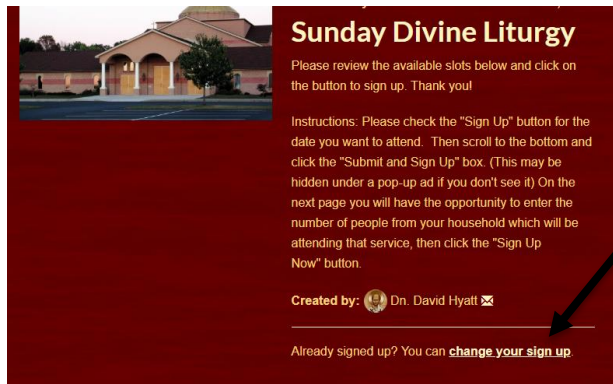 Sunday Divine Liturgy
Please review the available slots below and click on
the button to sign up. Thank you!
Instructions: Please check the "Sign Up" button for the
date you want to attend.  Then scroll to the bottom and
click the "Submit and Sign Up" box. (This may be
hidden under a pop-up ad if you don't see it) On the
next page you will have the opportunity to enter the
number of people from your household which will be
attending that service, then click the "Sign Up
Now" button.
Created by: Dn. David Hyatt
Already signed up? You can change your sign up.